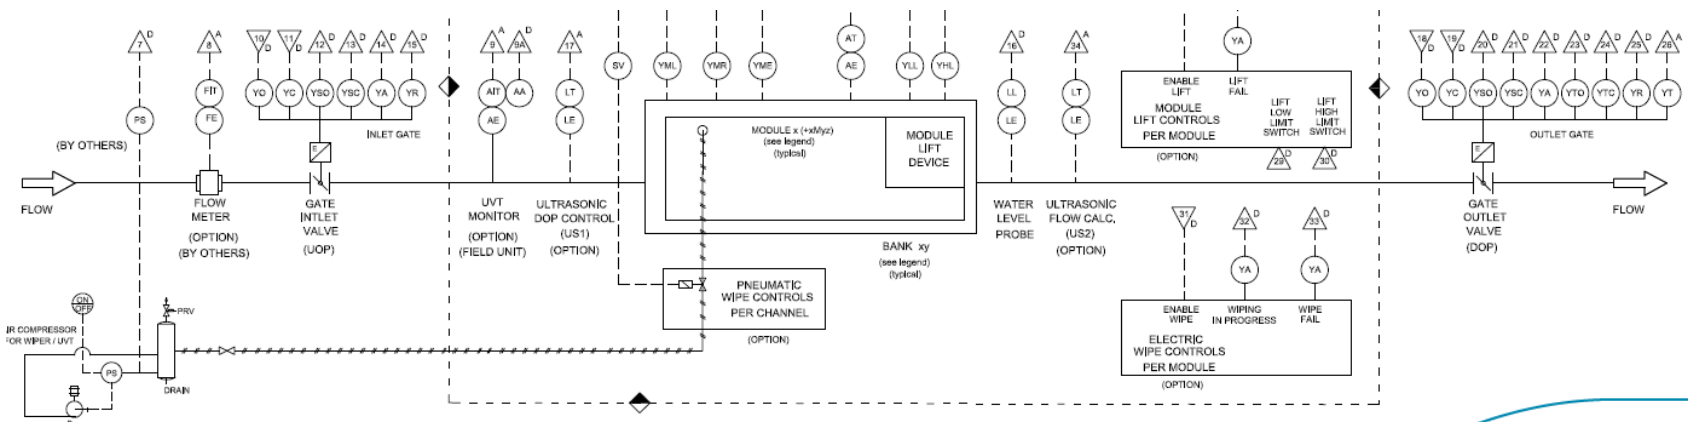 7 D
8 A
10 D
11 D
12 D
13 D
14 D
15 D
9 A
9A D
17 A
16 D
34 A
18 D
19 D
20 D
21 D
22 D
23 D
24 D
25 D
26 A
PS
FIT
FE
YO
YC
YSO
YSC
YA
YR
INLET GATE
E
AIT
AA
AE
LT
LE
SV
YML
YMR
YME
AT
AE
YLL
YHL
LL
LE
LT
LE
YA
ENABLE
LIFT
LIFT
FAIL
MODULE
LIFT CONTROLS
PER MODULE
(OPTION)
LIFT
LOW
LIMIT
SWITCH
LIFT
HIGH
LIMIT
SWITCH
29 D
30 D
YO
YC
YSO
YSC
YA
YTO
YTC
YR
YT
OUTLET GATE
E
(BY OTHERS)
MODULE x (+xMyz)
(see legend)
(typical)
MODULE
LIFT
DEVICE
FLOW
FLOW
METER
(OPTION)
(BY OTHERS)
GATE
INTLET
VALVE
(UOP)
UVT
MONITOR
(OPTION)
(FIELD UNIT)
ULTRASONIC
DOP CONTROL
(US1)
(OPTION)
BANK xy
(see legend)
(typical)
WATER
LEVEL
PROBE
ULTRASONIC
FLOW CALC.
(US2)
(OPTION)
GATE
OUTLET
VALVE
(DOP)
FLOW
31 D
32 D
33 D
YA
YA
ENABLE
WIPE
WIPING
IN PROGRESS
WIPE
FAIL
ELECTRIC
WIPE CONTROLS
PER MODULE
(OPTION)
PNEUMATIC
WIPE CONTROLS
PER CHANNEL
(OPTION)
ON
OFF
PRV
IR COMPRESSOR
FOR WIPER / UVT
PS
DRAIN